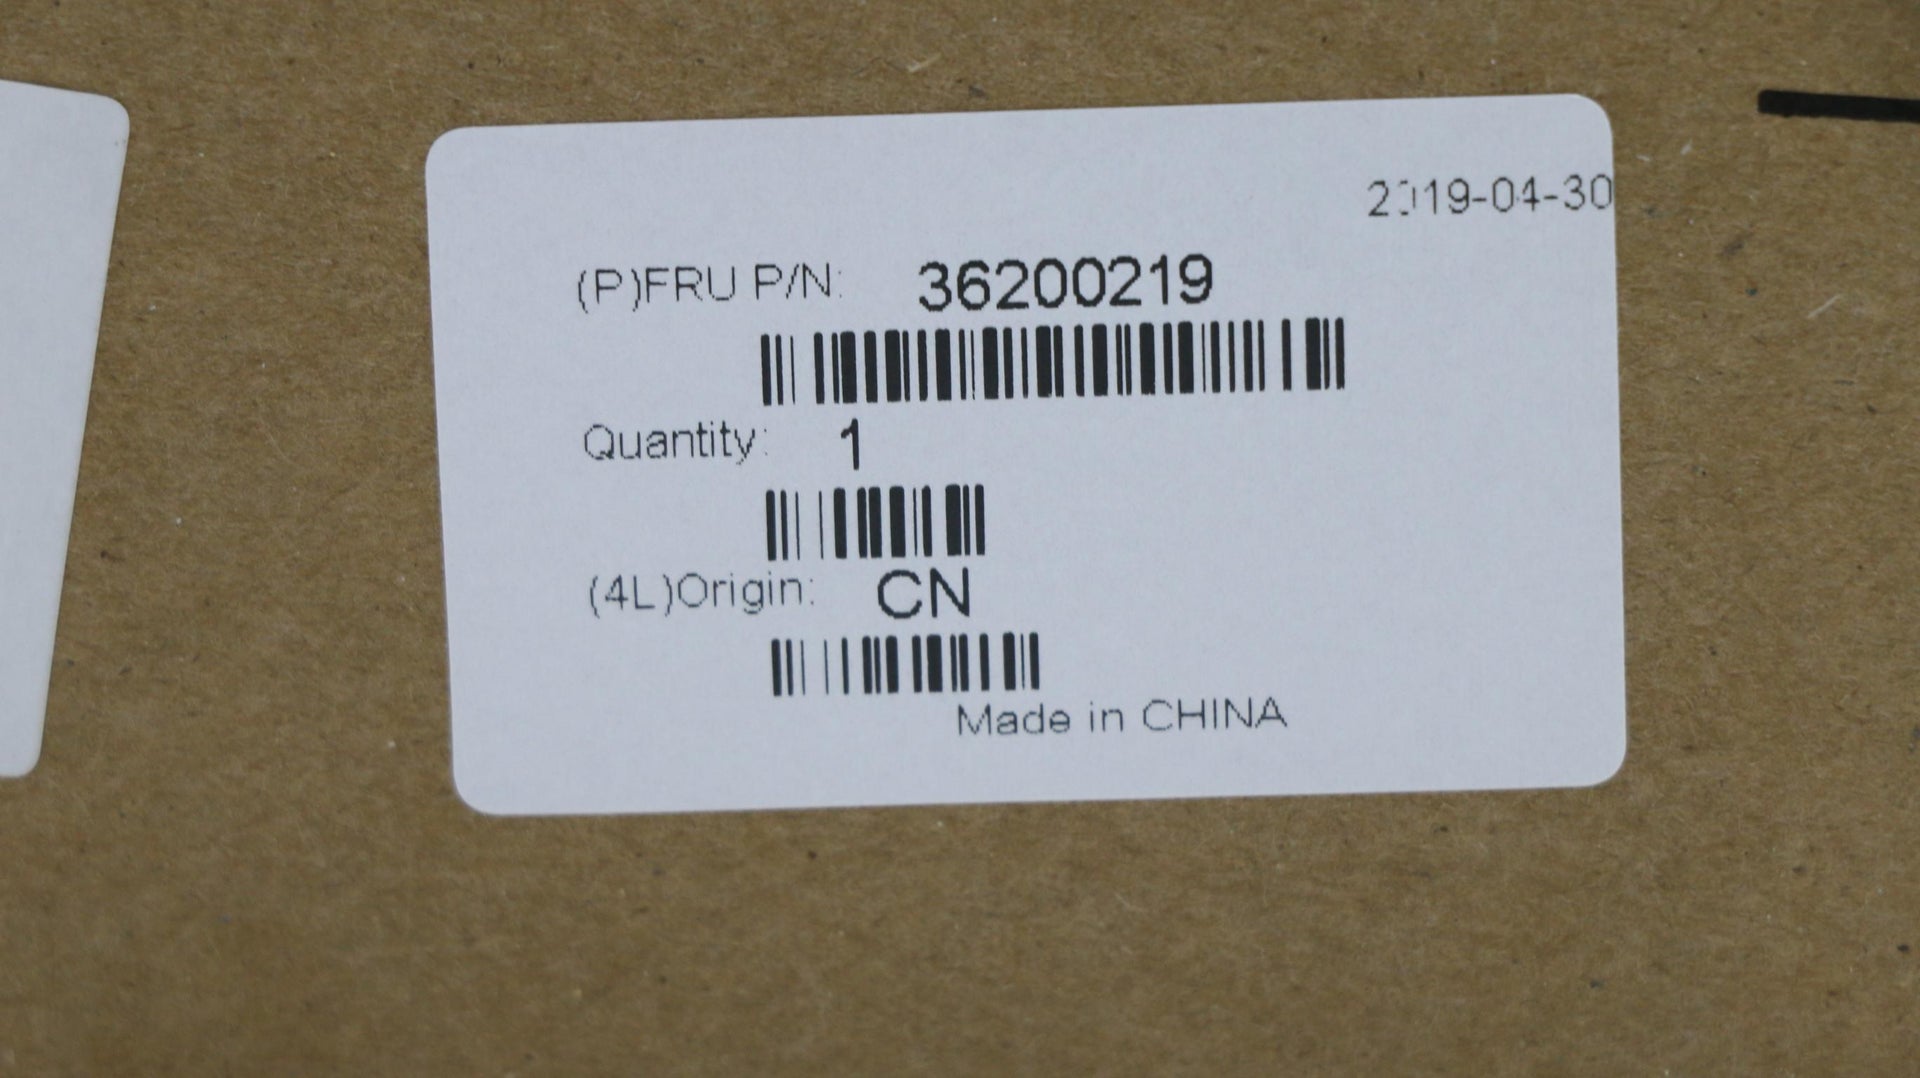 2019-04-30
(P)FRU P/N: 36200219
Quantity: 1
(4L)Origin: CN
Made in CHINA